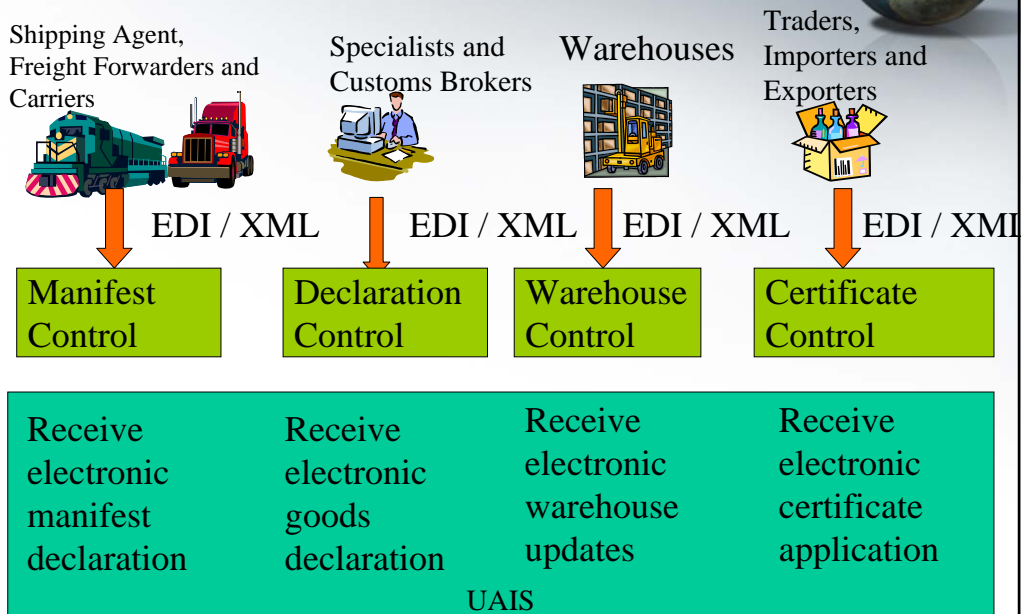 Shipping Agent,
Freight Forwarders and
Carriers
Specialists and
Customs Brokers
Warehouses
Traders,
Importers and
Exporters
EDI / XML
EDI / XML
EDI / XML
EDI / XML
Manifest
Control
Declaration
Control
Warehouse
Control
Certificate
Control
Receive
electronic
manifest
declaration
Receive
electronic
goods
declaration
Receive
electronic
warehouse
updates
Receive
electronic
certificate
application
UAIS